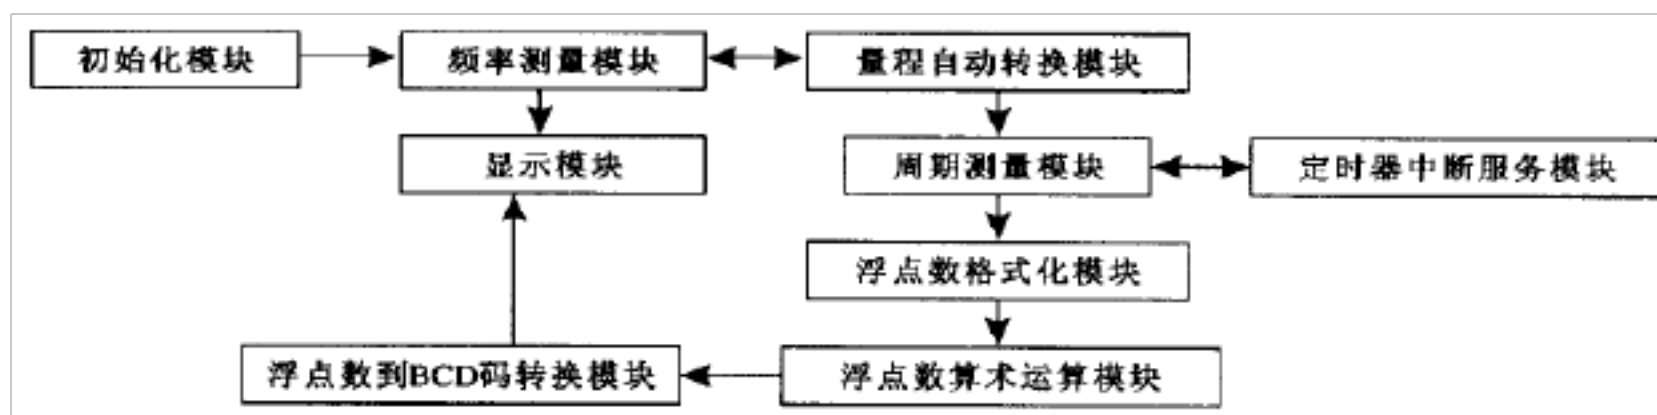 初始化模块
频率测量模块
量程自动转换模块
显示模块
周期测量模块
定时器中断服务模块
浮点数格式化模块
浮点数到BCD码转换模块
浮点数算术运算模块